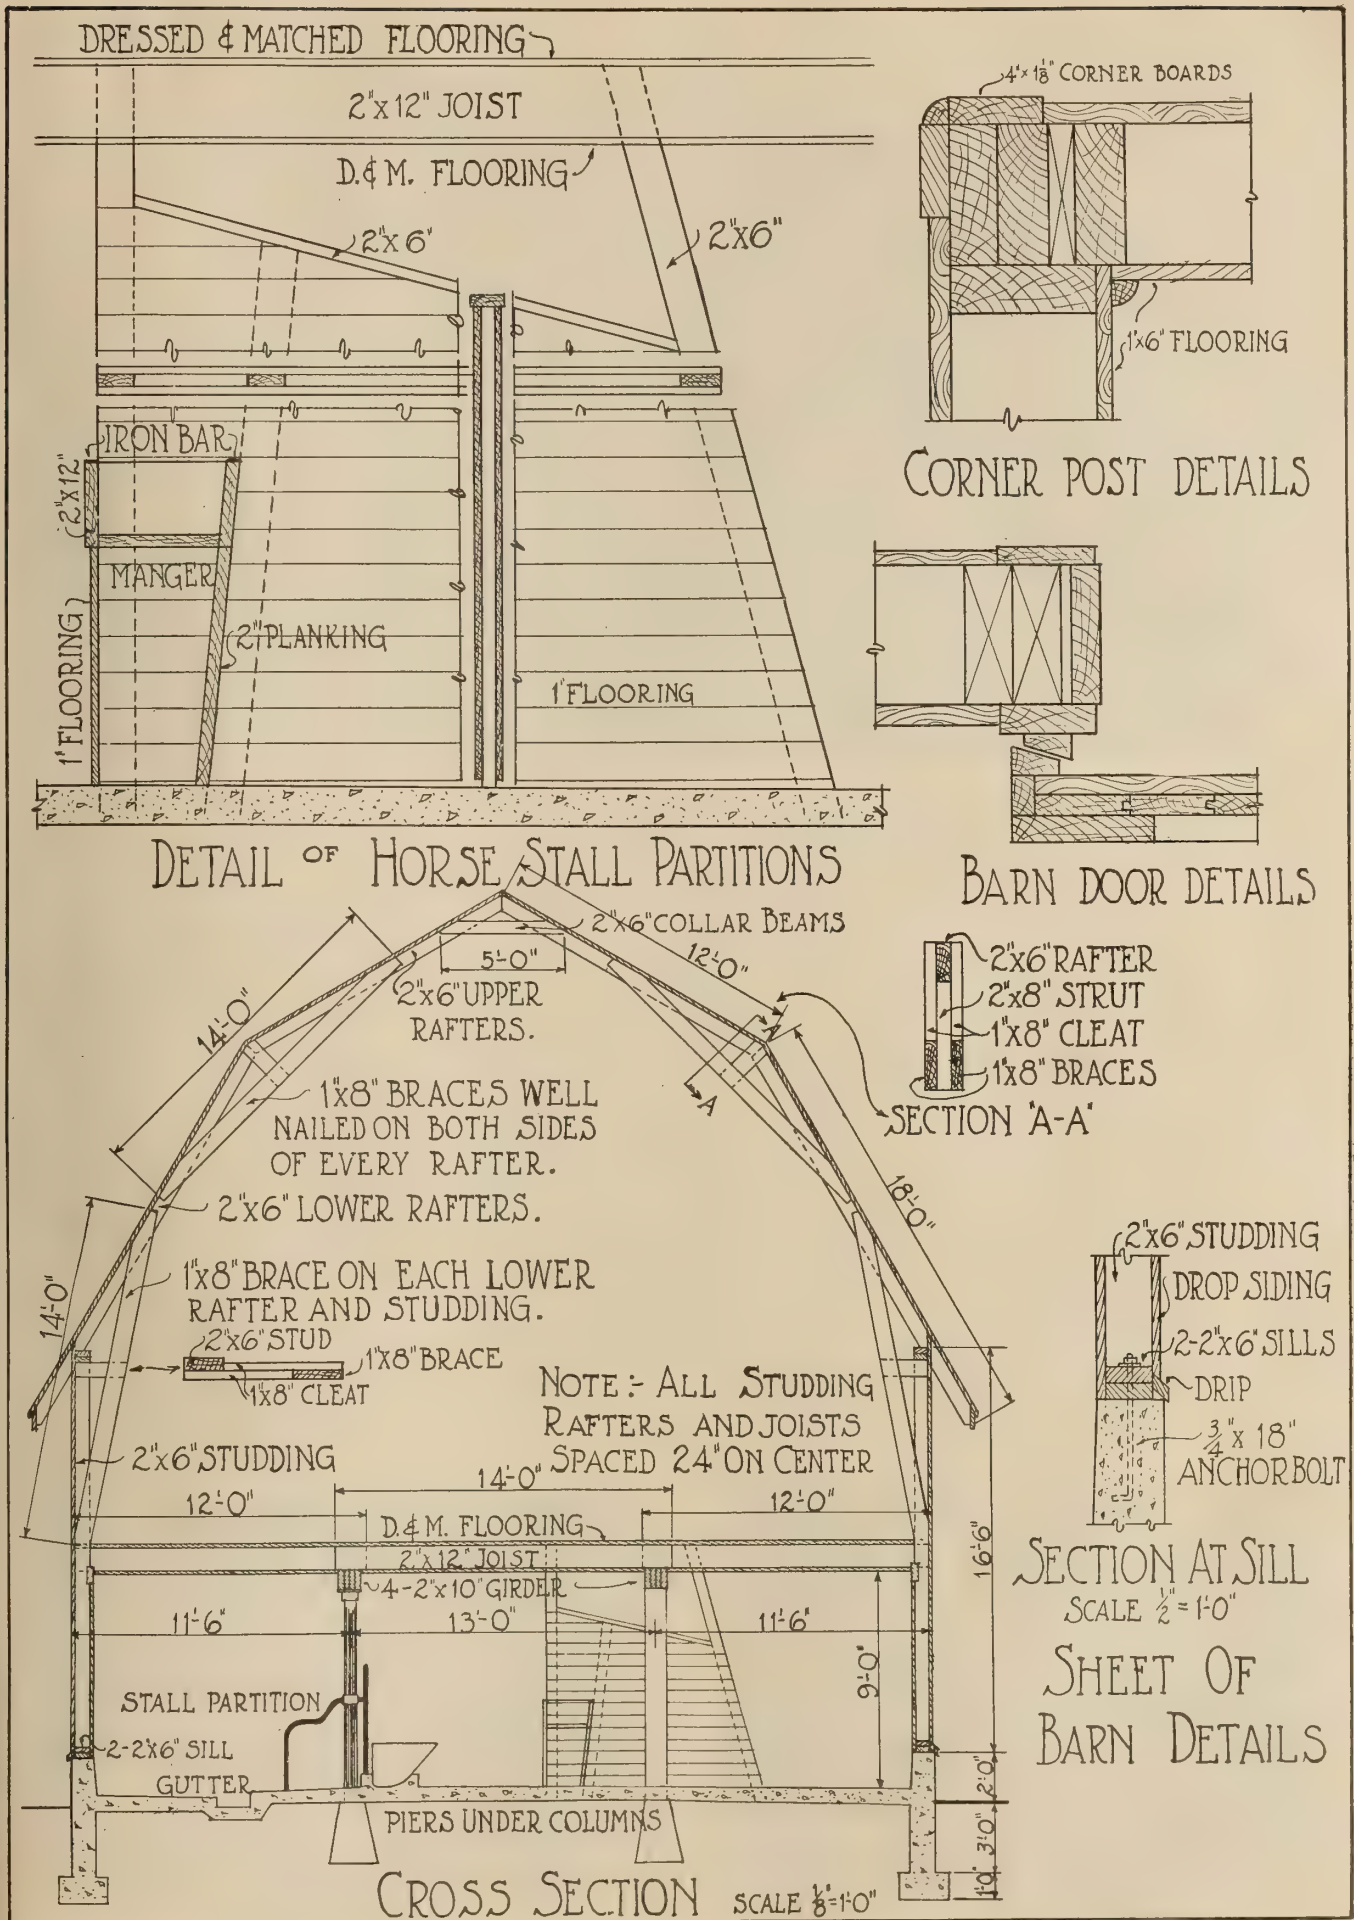 DRESSED & MATCHED FLOORING
2"x12" JOIST
D.& M. FLOORING
2"x6"
2"x6"
IRON BAR
2"x12"
MANGER
1" FLOORING
2" PLANKING
1" FLOORING
DETAIL OF HORSE STALL PARTITIONS
4"x1⅛" CORNER BOARDS
1"x6" FLOORING
CORNER POST DETAILS
BARN DOOR DETAILS
2"x6" COLLAR BEAMS
12'-0"
5'-0"
2"x6" UPPER
RAFTERS.
14'-0"
A
A
1"x8" BRACES WELL
NAILED ON BOTH SIDES
OF EVERY RAFTER.
2"x6" LOWER RAFTERS.
18'-0"
14'-0"
1"x8" BRACE ON EACH LOWER
RAFTER AND STUDDING.
2"x6" STUD
1"x8" BRACE
1"x8" CLEAT
NOTE:- ALL STUDDING
RAFTERS AND JOISTS
SPACED 24" ON CENTER
2"x6" STUDDING
14'-0"
12'-0"
12'-0"
D.& M. FLOORING
2"x12" JOIST
4-2"x10" GIRDER
11'-6"
13'-0"
11'-6"
16'-6"
9'-0"
STALL PARTITION
2-2"x6" SILL
GUTTER
PIERS UNDER COLUMNS
2'-0"
3'-0"
1'-0"
CROSS SECTION
SCALE ⅛"=1'-0"
2"x6" RAFTER
2"x8" STRUT
1"x8" CLEAT
1"x8" BRACES
SECTION "A-A"
2"x6" STUDDING
DROP SIDING
2-2"x6" SILLS
DRIP
¾" x 18"
ANCHOR BOLT
SECTION AT SILL
SCALE ½"=1'-0"
SHEET OF
BARN DETAILS